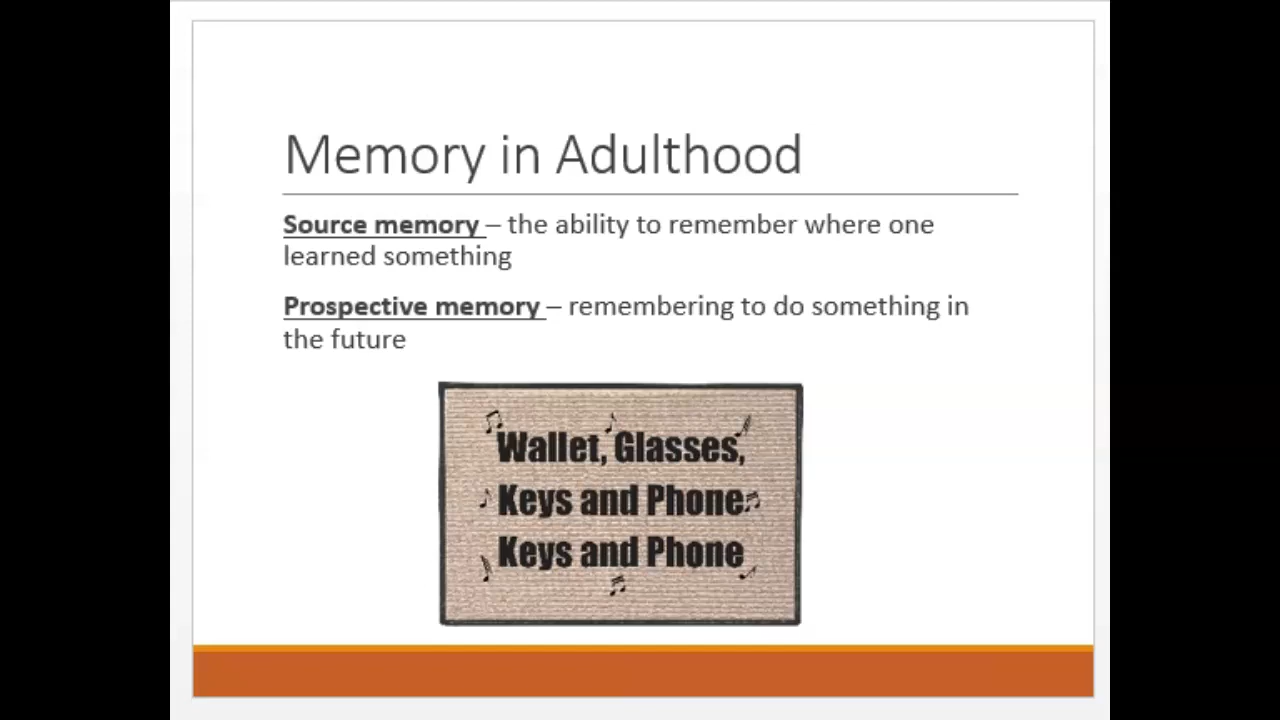 Memory in Adulthood
Source memory – the ability to remember where one
learned something
Prospective memory – remembering to do something in
the future
Wallet, Glasses,
Keys and Phone
Keys and Phone